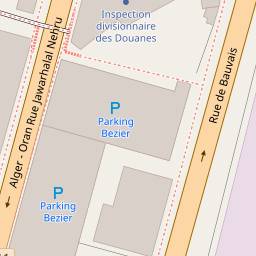 Inspection
divisionnaire
des Douanes
Alger - Oran Rue Jawarhalal Nehru
Rue de Bauvais
P
Parking
Bezier
P
Parking
Bezier